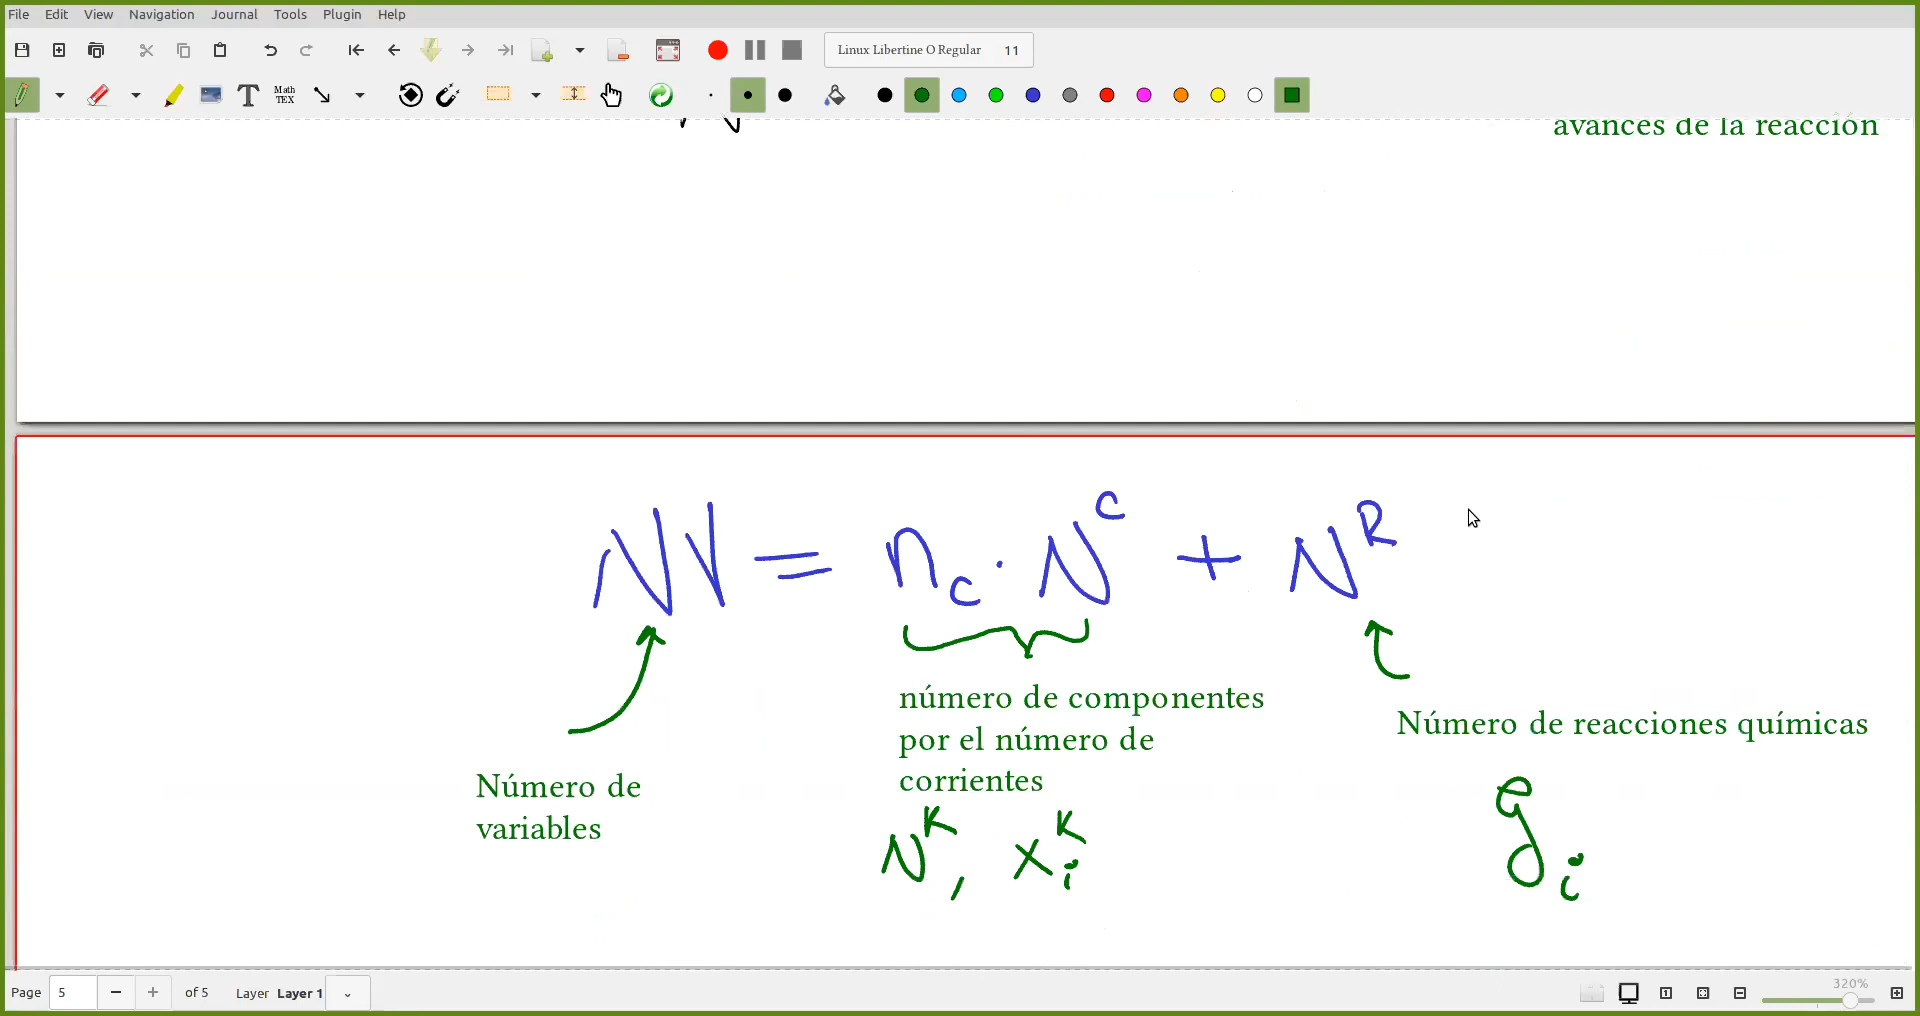 File Edit View Navigation Journal Tools Plugin Help
Linux Libertine O Regular 11
Math
TEX
avances de la reacción
NV = n_c · N^C + N^R
Número de
variables
número de componentes
por el número de
corrientes
N^K, x_i^K
Número de reacciones químicas
ξ_i
Page 5 of 5 Layer Layer 1
320%